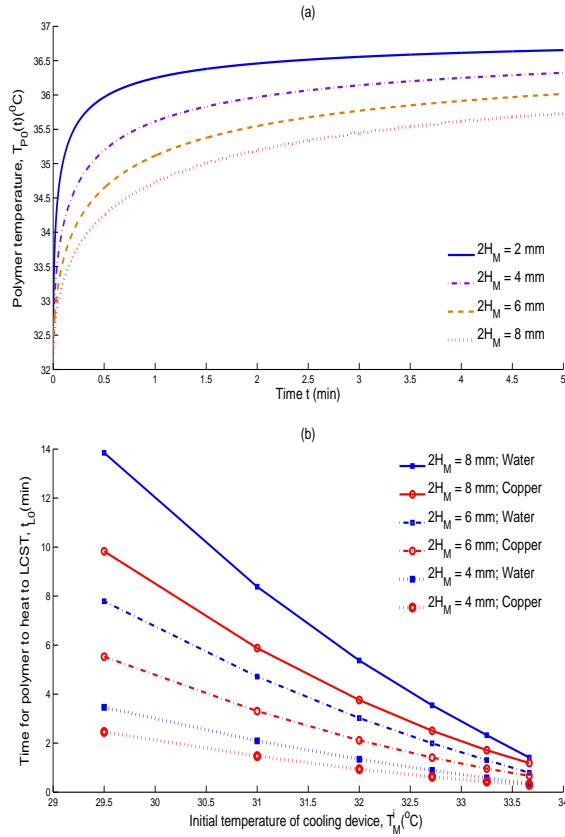 (a)
37
36.5
36
35.5
35
34.5
34
33.5
33
32.5
32
Polymer temperature, T_P0(t)(⁰C)
2H_M = 2 mm
2H_M = 4 mm
2H_M = 6 mm
2H_M = 8 mm
0 0.5 1 1.5 2 2.5 3 3.5 4 4.5 5
Time t (min)
(b)
14
12
10
8
6
4
2
0
Time for polymer to heat to LCST, t_L0(min)
2H_M = 8 mm; Water
2H_M = 8 mm; Copper
2H_M = 6 mm; Water
2H_M = 6 mm; Copper
2H_M = 4 mm; Water
2H_M = 4 mm; Copper
29 29.5 30 30.5 31 31.5 32 32.5 33 33.5 34
Initial temperature of cooling device, T_M^i(⁰C)